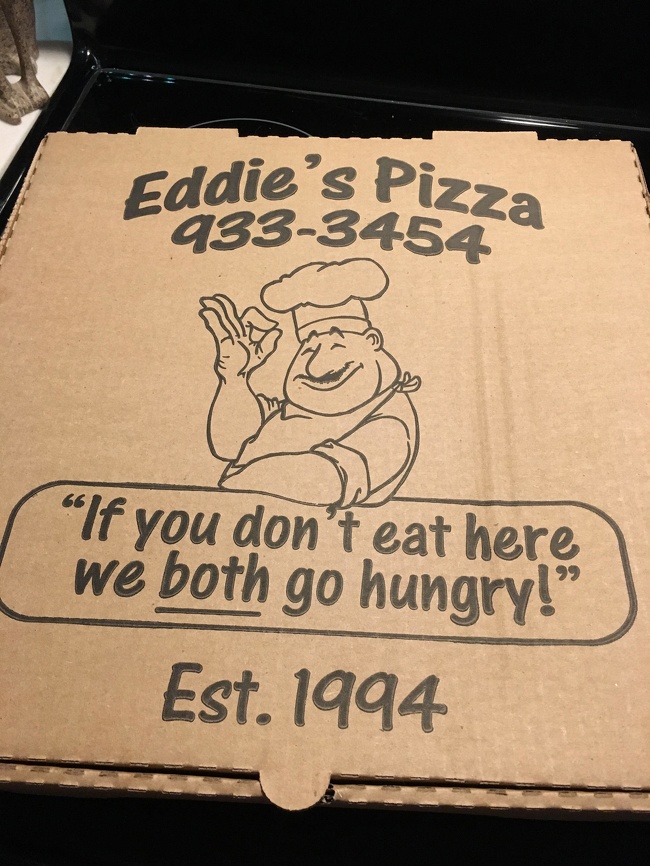 Eddie's Pizza
933-3454
“If you don't eat here
we both go hungry!”
Est. 1994